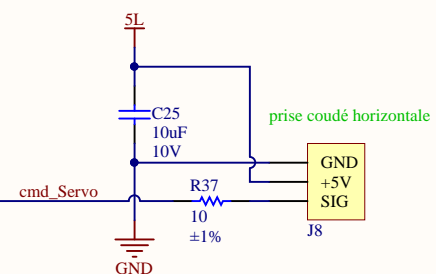 5L
C25
10uF
10V
prise coudé horizontale
GND
+5V
SIG
J8
cmd_Servo
R37
10
±1%
GND